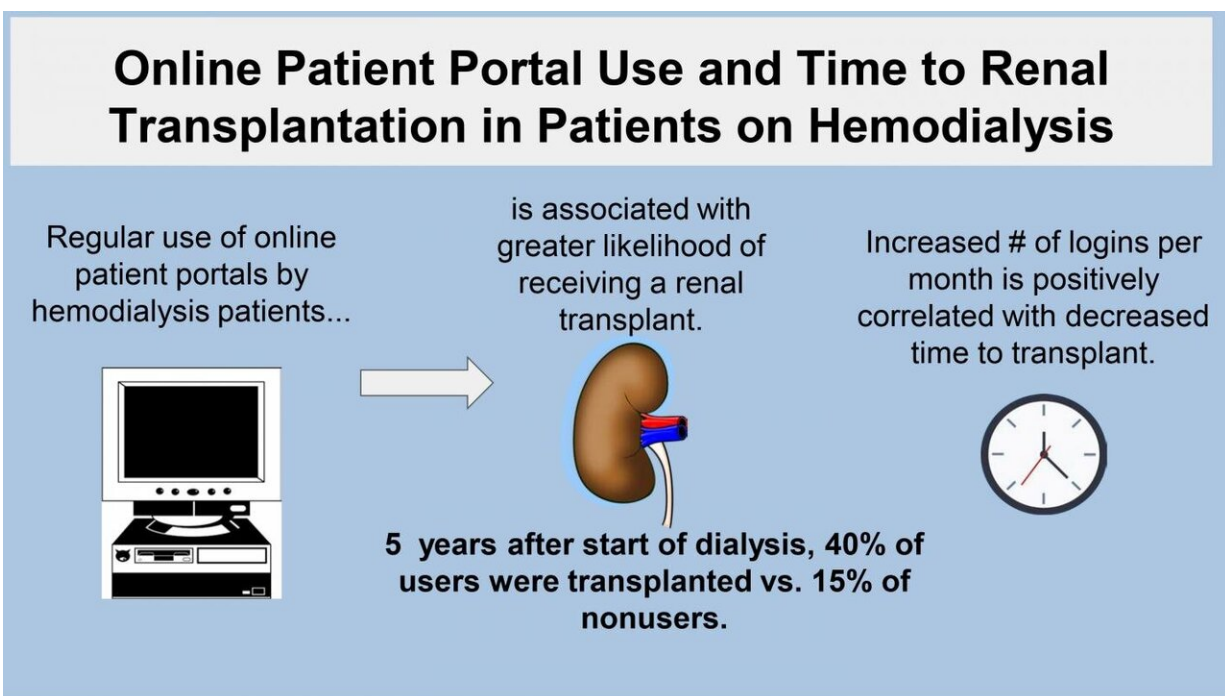 Online Patient Portal Use and Time to Renal
Transplantation in Patients on Hemodialysis
Regular use of online
patient portals by
hemodialysis patients...
is associated with
greater likelihood of
receiving a renal
transplant.
Increased # of logins per
month is positively
correlated with decreased
time to transplant.
5 years after start of dialysis, 40% of
users were transplanted vs. 15% of
nonusers.